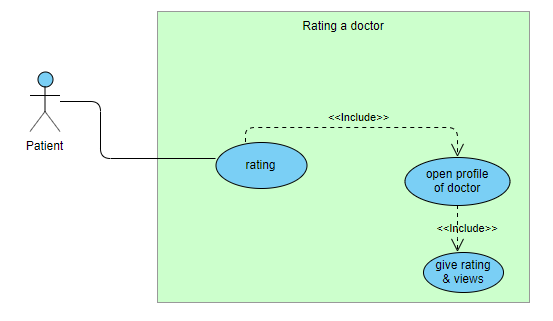 Rating a doctor
<<Include>>
Patient
rating
open profile
of doctor
<<Include>>
give rating
& views